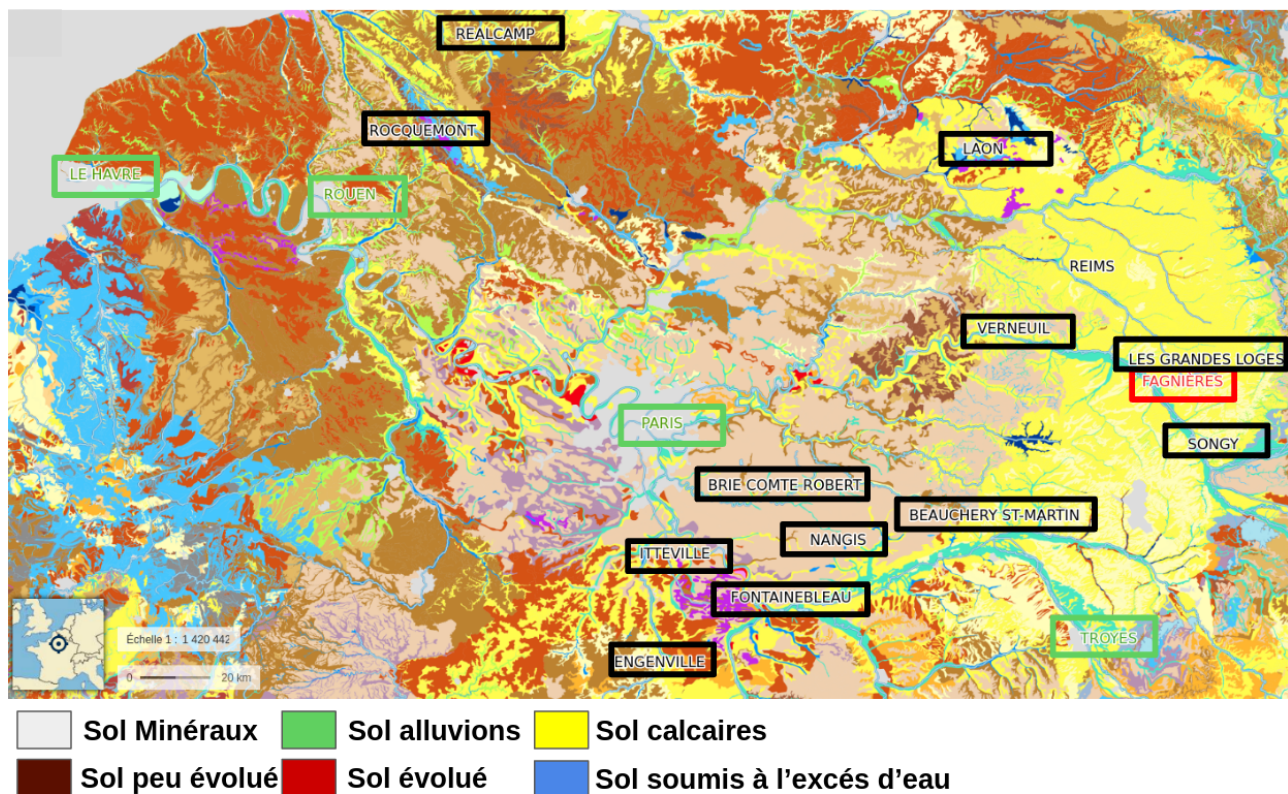 REALCAMP
ROCQUEMONT
LAON
LE HAVRE
ROUEN
REIMS
VERNEUIL
LES GRANDES LOGES
FAGNIÈRES
PARIS
SONGY
BRIE COMTE ROBERT
BEAUCHERY ST-MARTIN
NANGIS
ITTEVILLE
FONTAINEBLEAU
TROYES
ENGENVILLE
Échelle 1 : 1 420 442
0 20 km
Sol Minéraux Sol alluvions Sol calcaires
Sol peu évolué Sol évolué Sol soumis à l'excés d'eau